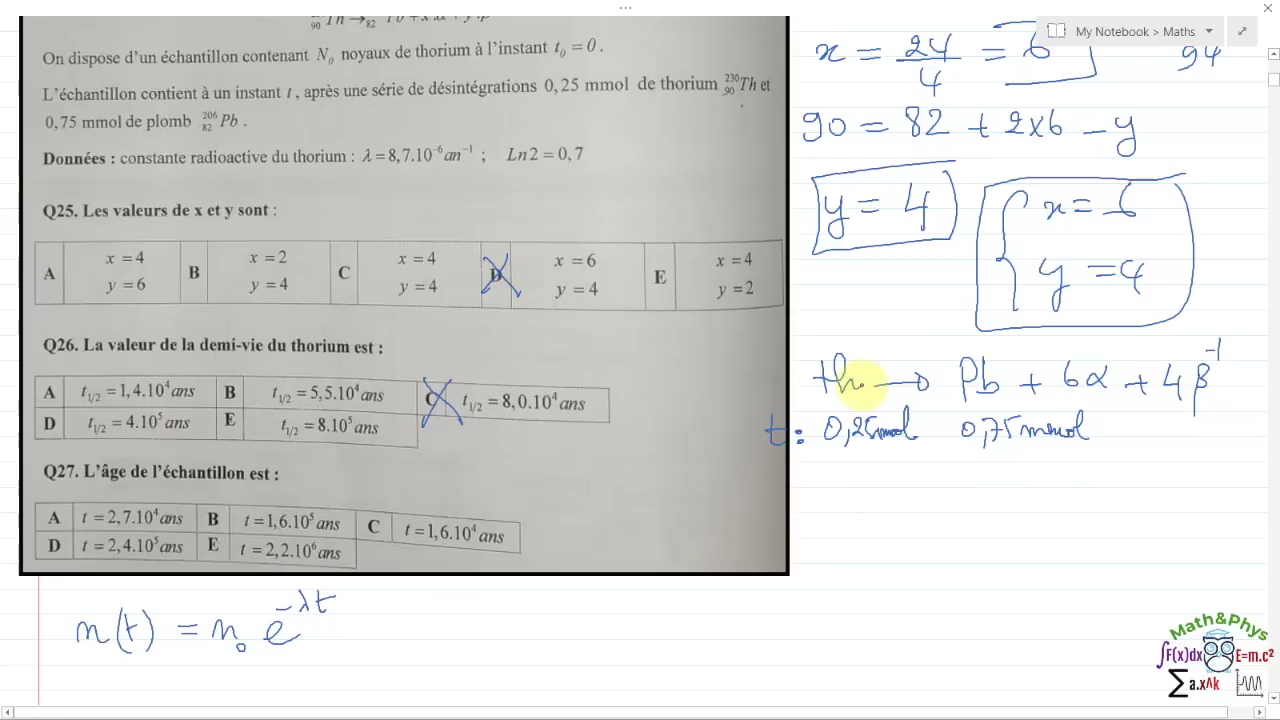 My Notebook > Maths
On dispose d'un échantillon contenant N₀ noyaux de thorium à l'instant t₀ = 0.
L'échantillon contient à un instant t, après une série de désintégrations 0,25 mmol de thorium ²³⁰₉₀Th et
0,75 mmol de plomb ²⁰⁶₈₂Pb.
Données : constante radioactive du thorium : λ = 8,7.10⁻⁶ an⁻¹ ; Ln2 = 0,7
Q25. Les valeurs de x et y sont :
A x = 4 y = 6 B x = 2 y = 4 C x = 4 y = 4 D x = 6 y = 4 E x = 4 y = 2
Q26. La valeur de la demi-vie du thorium est :
A t₁/₂ = 1,4.10⁴ ans B t₁/₂ = 5,5.10⁴ ans C t₁/₂ = 8,0.10⁴ ans
D t₁/₂ = 4.10⁵ ans E t₁/₂ = 8.10⁵ ans
Q27. L'âge de l'échantillon est :
A t = 2,7.10⁴ ans B t = 1,6.10⁵ ans C t = 1,6.10⁴ ans
D t = 2,4.10⁵ ans E t = 2,2.10⁶ ans
x = 24/4 = 6
94
90 = 82 + 2x6 - y
y = 4
x = 6
y = 4
th → Pb + 6α + 4 β⁻¹
t: 0,25mol 0,75mmol
n(t) = n₀ e^-λt
Math&Phys
∫F(x)dx E=m.c²
∑ a.x^k